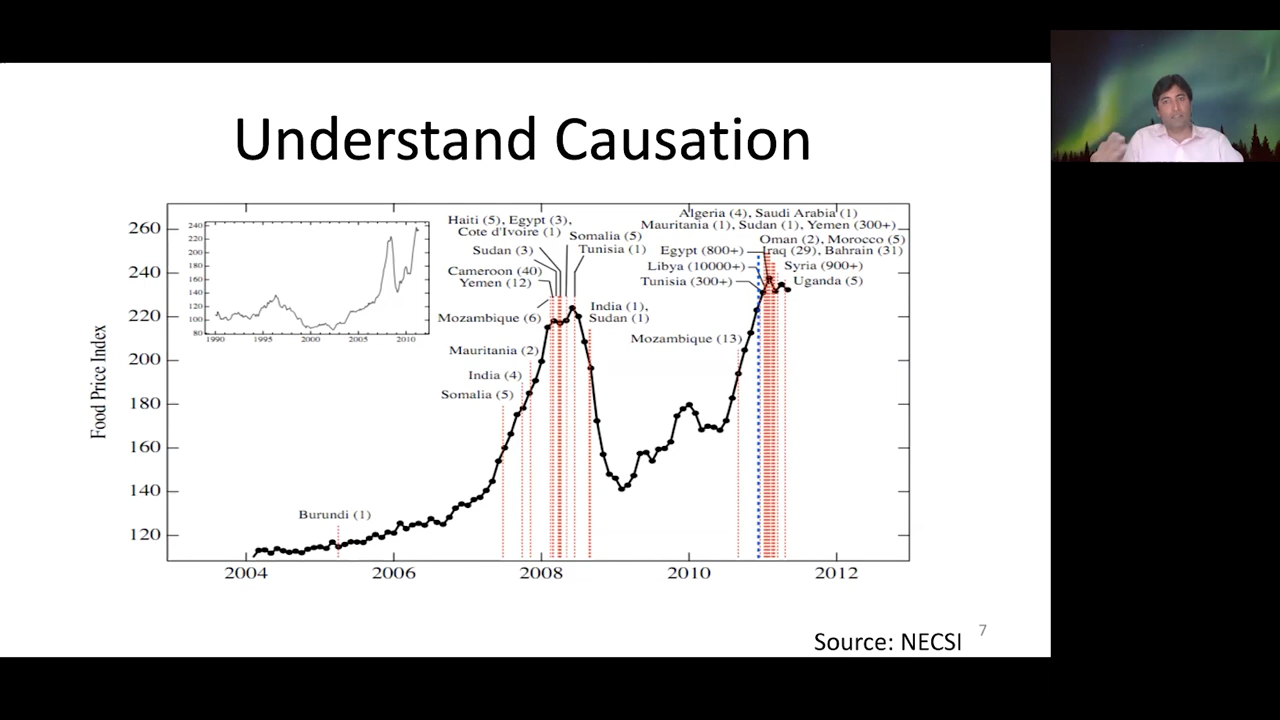 Understand Causation
Food Price Index
260
240
220
200
180
160
140
120
2004
2006
2008
2010
2012
240
220
200
180
160
140
120
100
80
1990
1995
2000
2005
2010
Haiti (5), Egypt (3),
Cote d'Ivoire (1)
Somalia (5)
Sudan (3)
Tunisia (1)
Cameroon (40)
Yemen (12)
Mozambique (6)
India (1),
Sudan (1)
Mauritania (2)
India (4)
Somalia (5)
Burundi (1)
Algeria (4), Saudi Arabia (1)
Mauritania (1), Sudan (1), Yemen (300+)
Oman (2), Morocco (5)
Egypt (800+)
Iraq (29), Bahrain (31)
Libya (10000+)
Syria (900+)
Tunisia (300+)
Uganda (5)
Mozambique (13)
Source: NECSI
7